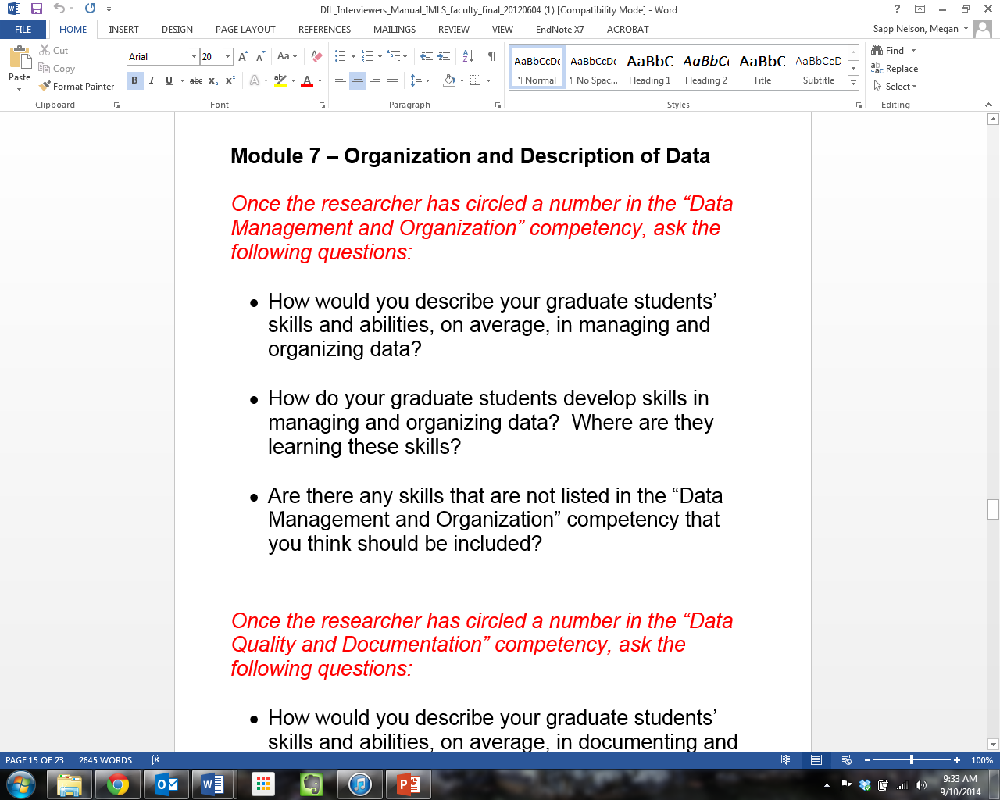 DIL_Interviewers_Manual_IMLS_faculty_final_20120604 (1) [Compatibility Mode] - Word
FILE HOME INSERT DESIGN PAGE LAYOUT REFERENCES MAILINGS REVIEW VIEW EndNote X7 ACROBAT Sapp Nelson, Megan
Paste
Cut
Copy
Format Painter
Clipboard
Arial 20
Font
Paragraph
AaBbCcDc AaBbCcDc AaBbC AaBbCc AaBbC AaBbCcD
¶ Normal ¶ No Spac... Heading 1 Heading 2 Title Subtitle
Styles
Find
Replace
Select
Editing
Module 7 – Organization and Description of Data
Once the researcher has circled a number in the “Data
Management and Organization” competency, ask the
following questions:
● How would you describe your graduate students’
skills and abilities, on average, in managing and
organizing data?
● How do your graduate students develop skills in
managing and organizing data?  Where are they
learning these skills?
● Are there any skills that are not listed in the “Data
Management and Organization” competency that
you think should be included?
Once the researcher has circled a number in the “Data
Quality and Documentation” competency, ask the
following questions:
● How would you describe your graduate students’
skills and abilities, on average, in documenting and
PAGE 15 OF 23 2645 WORDS 100%
9:33 AM
9/10/2014